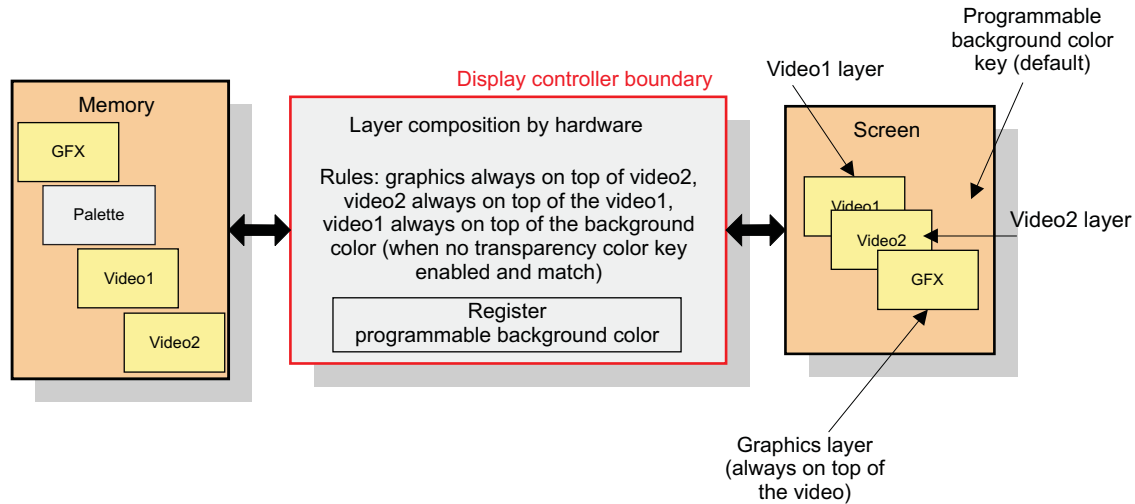 Memory
GFX
Palette
Video1
Video2
Display controller boundary
Layer composition by hardware
Rules: graphics always on top of video2,
video2 always on top of the video1,
video1 always on top of the background
color (when no transparency color key
enabled and match)
Register
programmable background color
Programmable
background color
key (default)
Video1 layer
Screen
Video1
Video2
GFX
Video2 layer
Graphics layer
(always on top of
the video)